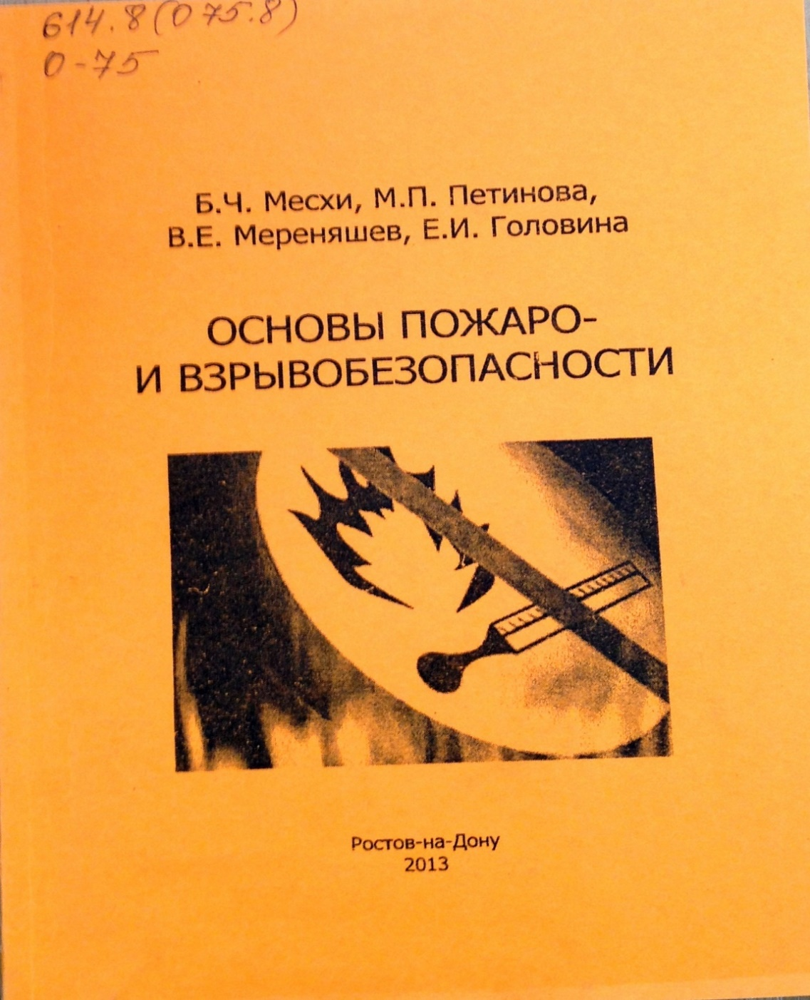 614.8(075.8)
О-75
Б.Ч. Месхи, М.П. Петинова,
В.Е. Мереняшев, Е.И. Головина
ОСНОВЫ ПОЖАРО-
И ВЗРЫВОБЕЗОПАСНОСТИ
Ростов-на-Дону
2013